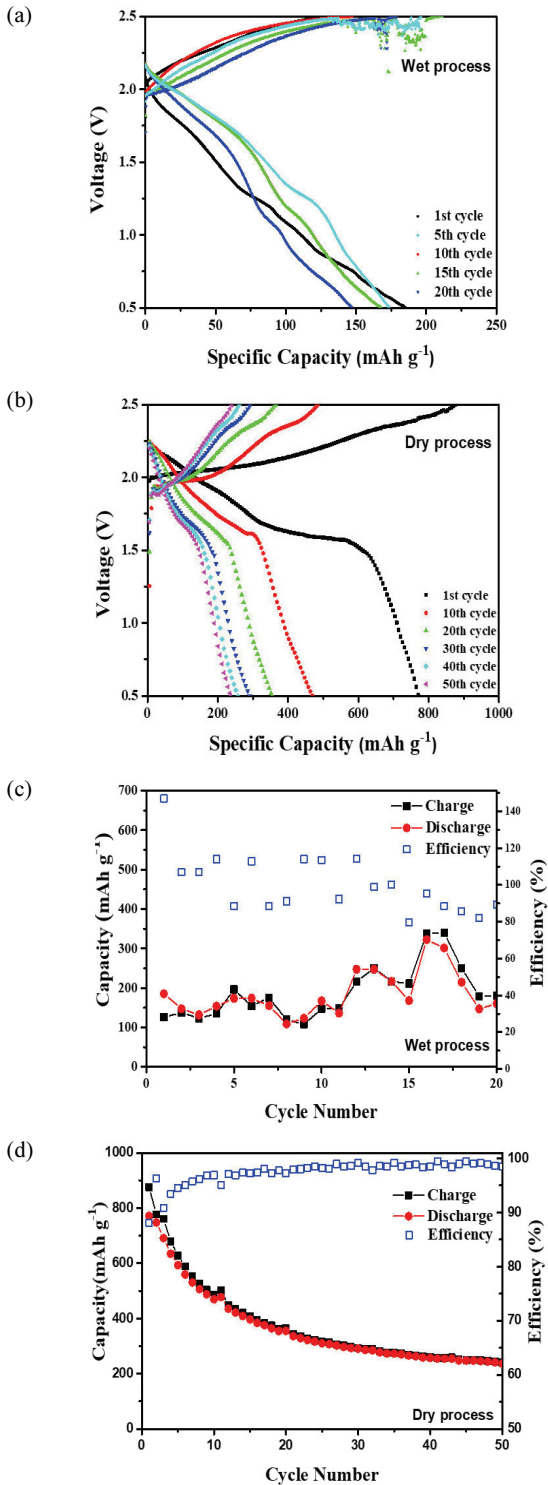 (a)
2.5
2.0
1.5
1.0
0.5
Voltage (V)
Wet process
1st cycle
5th cycle
10th cycle
15th cycle
20th cycle
0 50 100 150 200 250
Specific Capacity (mAh g-1)
(b)
2.5
2.0
1.5
1.0
0.5
Voltage (V)
Dry process
1st cycle
10th cycle
20th cycle
30th cycle
40th cycle
50th cycle
0 200 400 600 800 1000
Specific Capacity (mAh g-1)
(c)
700
600
500
400
300
200
100
0
Capacity (mAh g-1)
Charge
Discharge
Efficiency
140
120
100
80
60
40
20
0
Efficiency (%)
Wet process
0 5 10 15 20
Cycle Number
(d)
1000
800
600
400
200
0
Capacity(mAh g-1)
Charge
Discharge
Efficiency
100
90
80
70
60
50
Efficiency (%)
Dry process
0 10 20 30 40 50
Cycle Number